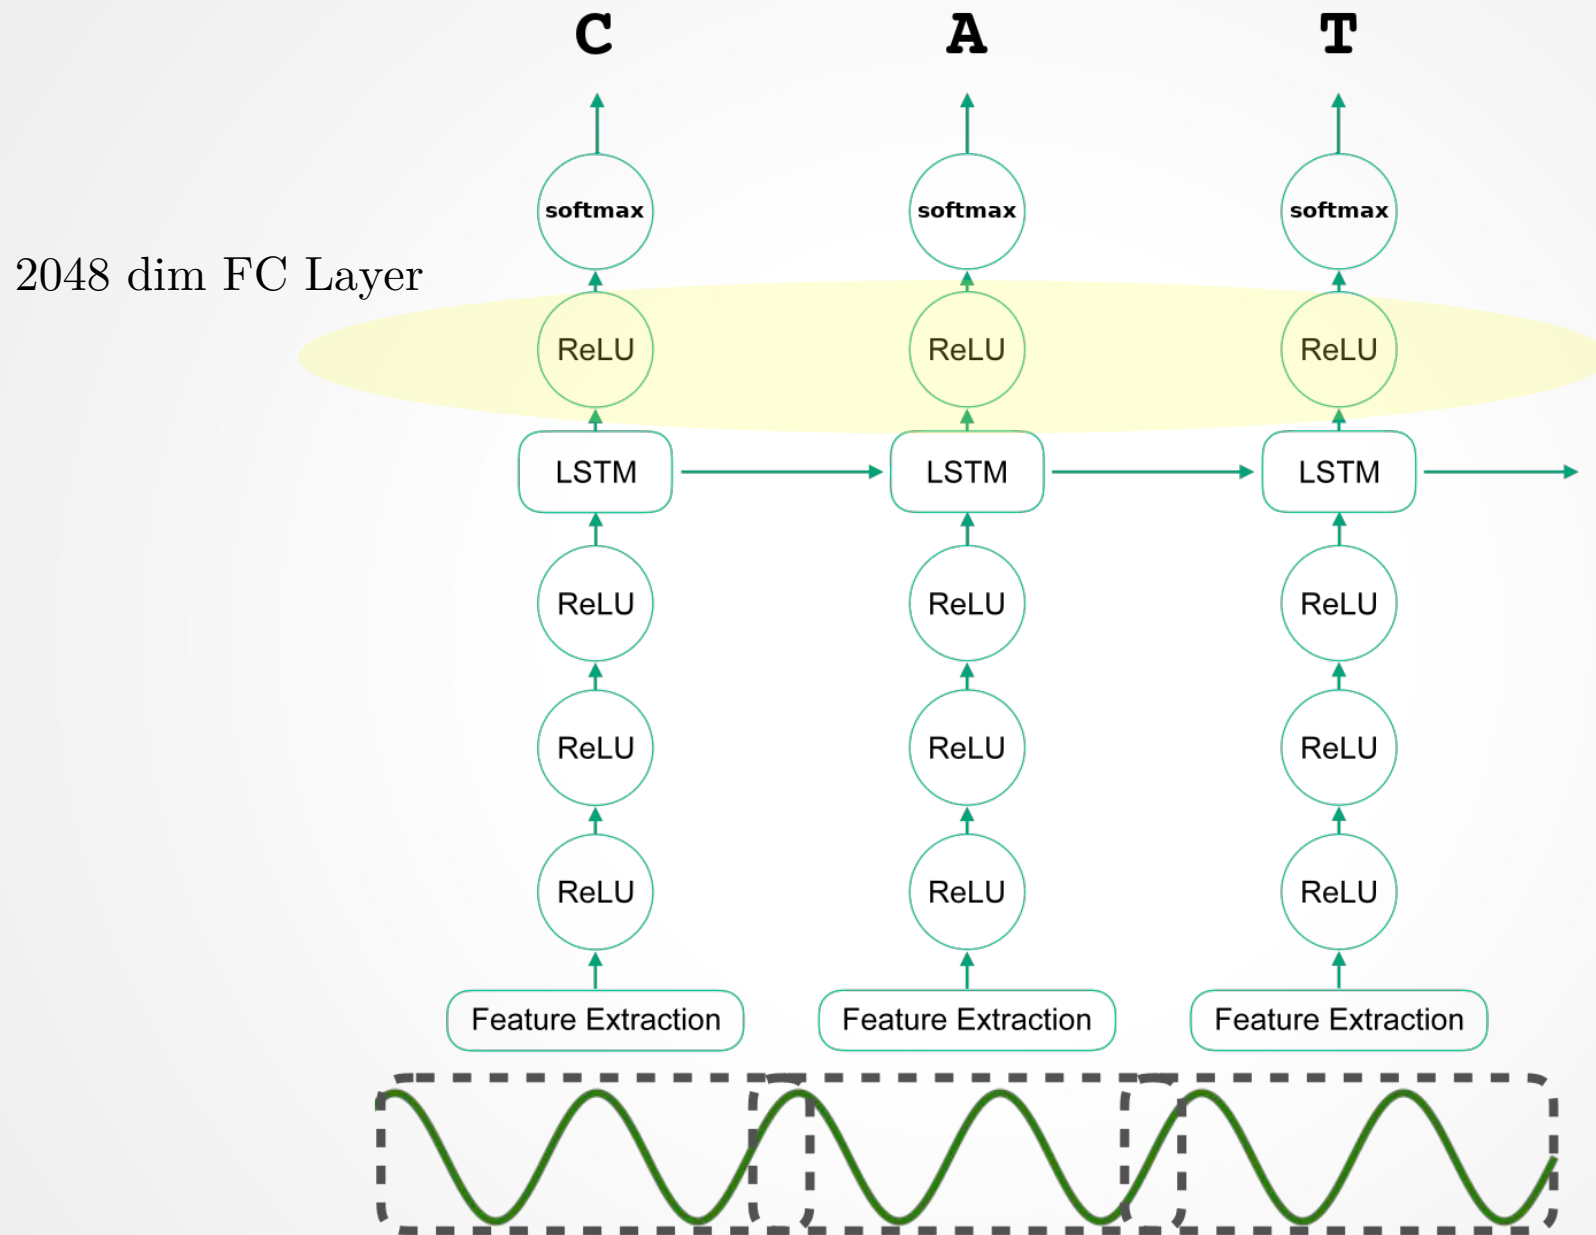 C A T
softmax softmax softmax
2048 dim FC Layer
ReLU ReLU ReLU
LSTM LSTM LSTM
ReLU ReLU ReLU
ReLU ReLU ReLU
ReLU ReLU ReLU
Feature Extraction Feature Extraction Feature Extraction